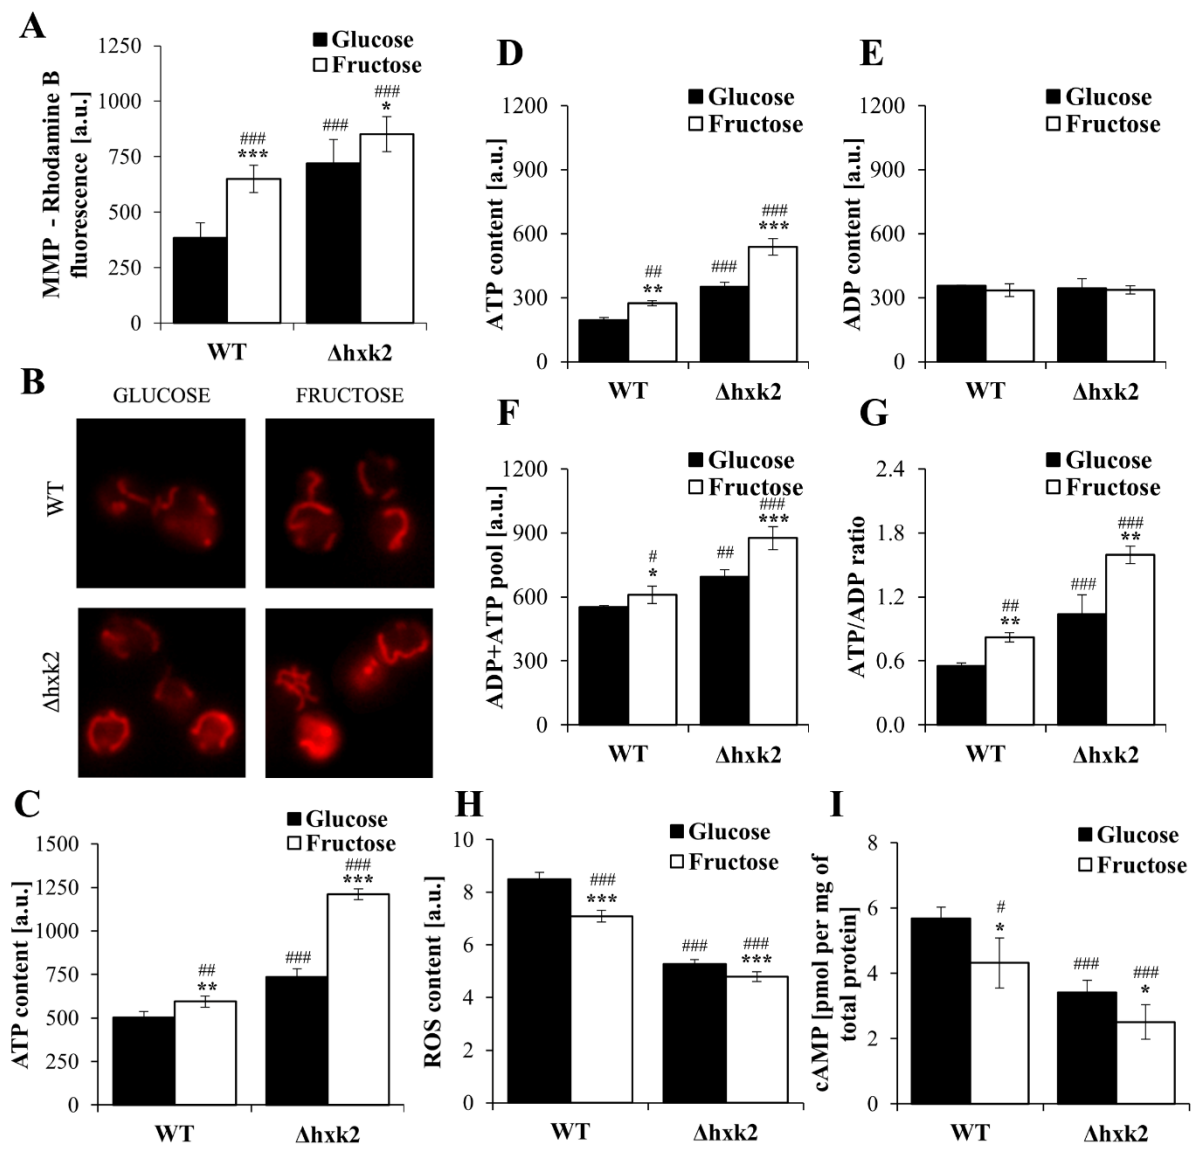 A
Glucose
Fructose
MMP - Rhodamine B
fluorescence [a.u.]
1250
1000
750
500
250
0
###
***
###
###
*
WT
Δhxk2
B
GLUCOSE
FRUCTOSE
WT
Δhxk2
C
Glucose
Fructose
ATP content [a.u.]
1500
1250
1000
750
500
250
0
##
**
###
###
***
WT
Δhxk2
D
Glucose
Fructose
ATP content [a.u.]
1200
900
600
300
0
##
**
###
###
***
WT
Δhxk2
E
Glucose
Fructose
ADP content [a.u.]
1200
900
600
300
0
WT
Δhxk2
F
Glucose
Fructose
ADP+ATP pool [a.u.]
1200
900
600
300
0
#
*
##
###
***
WT
Δhxk2
G
Glucose
Fructose
ATP/ADP ratio
2.4
1.8
1.2
0.6
0.0
##
**
###
###
**
WT
Δhxk2
H
Glucose
Fructose
ROS content [a.u.]
10
8
6
4
2
0
###
***
###
###
***
WT
Δhxk2
I
Glucose
Fructose
cAMP [pmol per mg of
total protein]
8
6
4
2
0
#
*
###
###
*
WT
Δhxk2